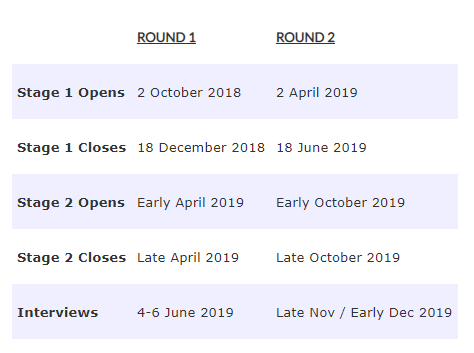 ROUND 1 ROUND 2
Stage 1 Opens 2 October 2018 2 April 2019
Stage 1 Closes 18 December 2018 18 June 2019
Stage 2 Opens Early April 2019 Early October 2019
Stage 2 Closes Late April 2019 Late October 2019
Interviews 4-6 June 2019 Late Nov / Early Dec 2019